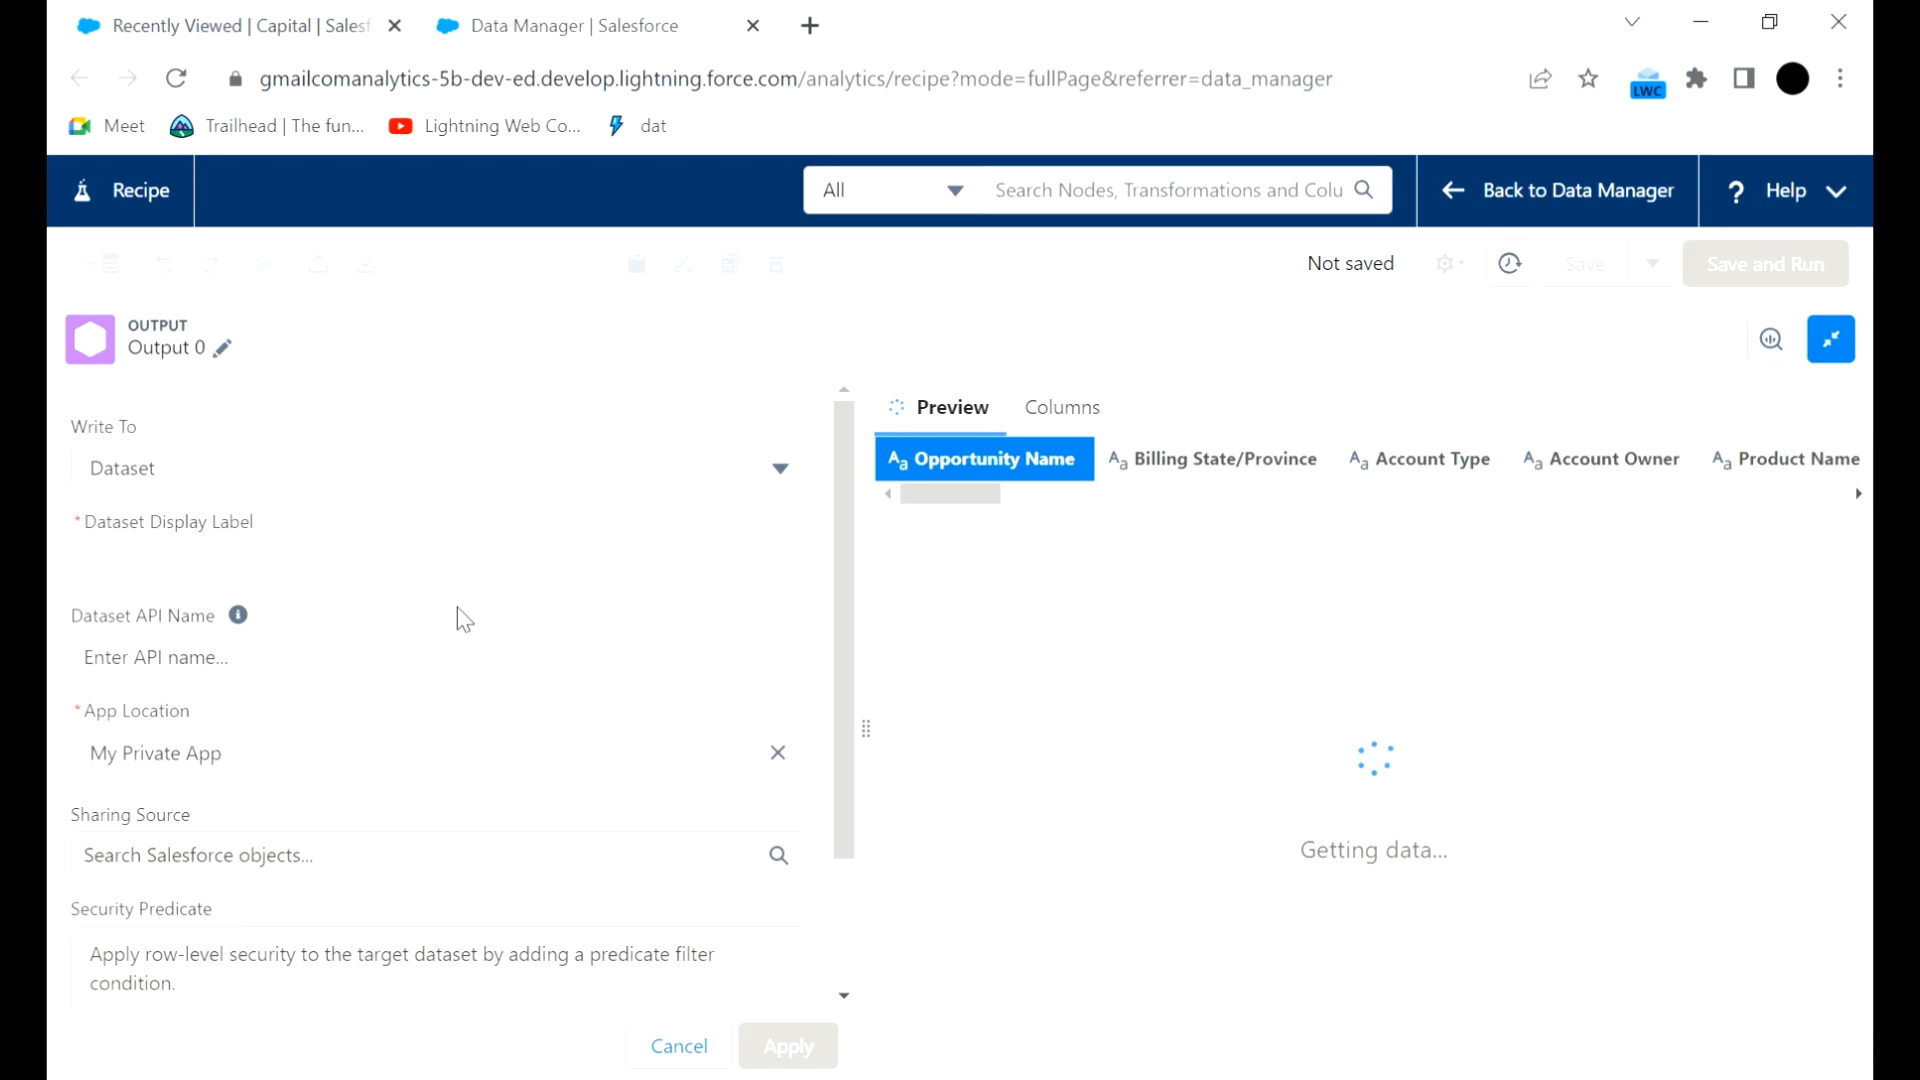 Recently Viewed | Capital | Salesf
Data Manager | Salesforce
gmailcomanalytics-5b-dev-ed.develop.lightning.force.com/analytics/recipe?mode=fullPage&referrer=data_manager
LWC
Meet
Trailhead | The fun...
Lightning Web Co...
dat
Recipe
All
Search Nodes, Transformations and Colu
Back to Data Manager
? Help
Not saved
Save
Save and Run
OUTPUT
Output 0
Write To
Dataset
* Dataset Display Label
Dataset API Name
Enter API name...
* App Location
My Private App
Sharing Source
Search Salesforce objects...
Security Predicate
Apply row-level security to the target dataset by adding a predicate filter
condition.
Cancel
Apply
Preview
Columns
Aa Opportunity Name
Aa Billing State/Province
Aa Account Type
Aa Account Owner
Aa Product Name
Getting data...